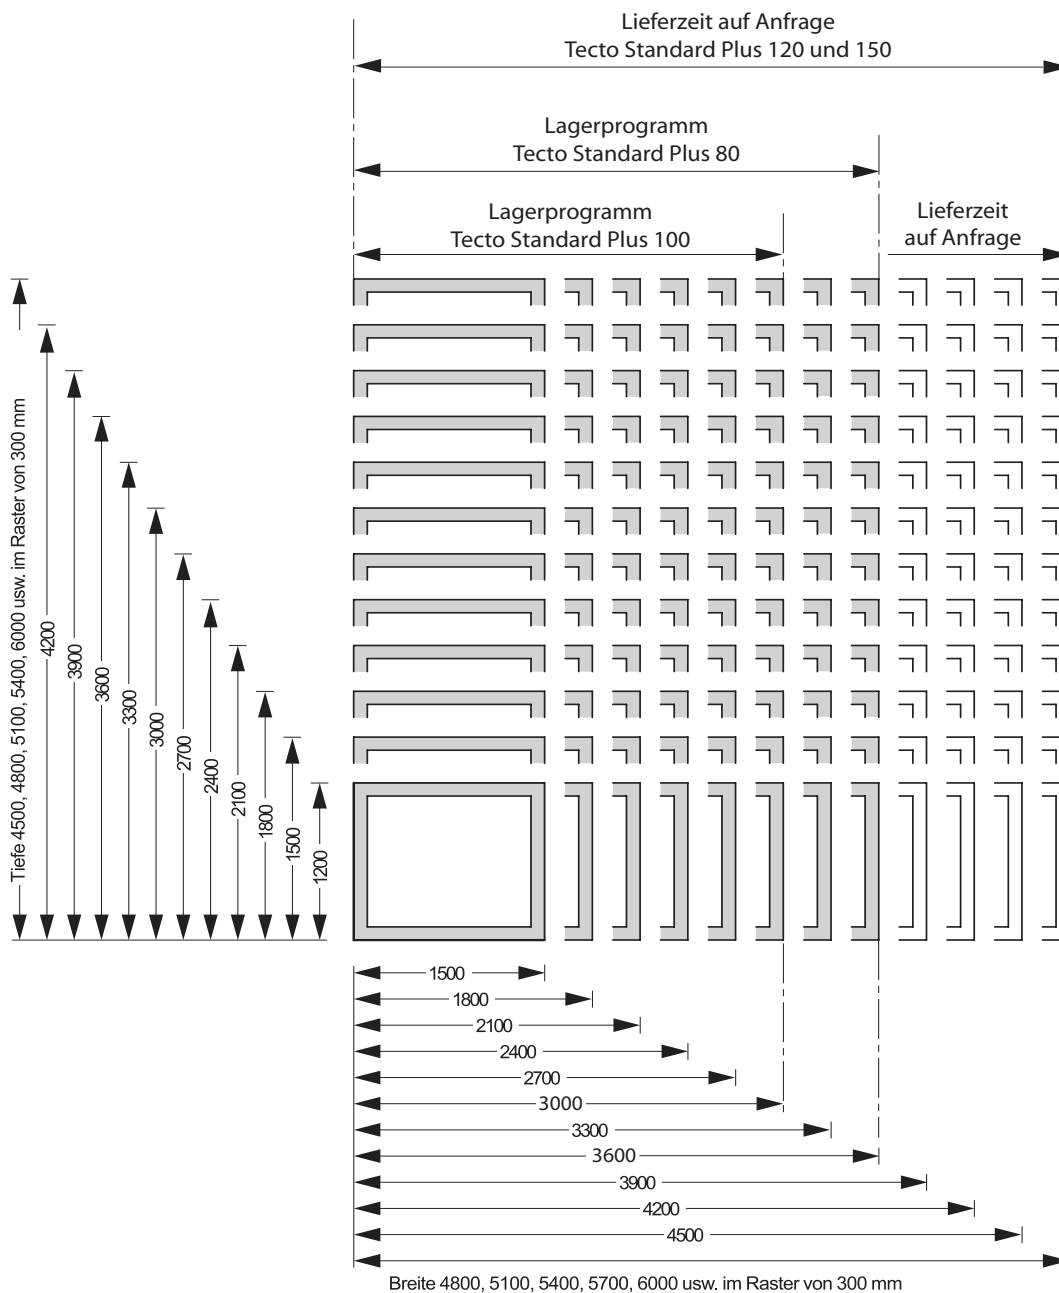 Lieferzeit auf Anfrage
Tecto Standard Plus 120 und 150
Lagerprogramm
Tecto Standard Plus 80
Lagerprogramm
Tecto Standard Plus 100
Lieferzeit
auf Anfrage
Tiefe 4500, 4800, 5100, 5400, 6000 usw. im Raster von 300 mm
4200
3900
3600
3300
3000
2700
2400
2100
1800
1500
1200
1500
1800
2100
2400
2700
3000
3300
3600
3900
4200
4500
Breite 4800, 5100, 5400, 5700, 6000 usw. im Raster von 300 mm